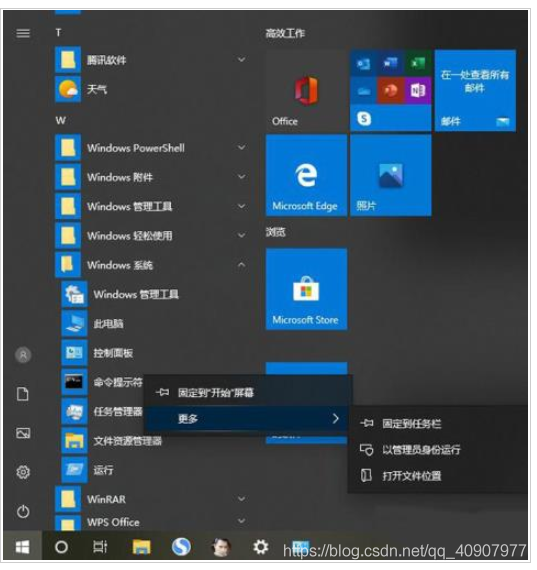 T
腾讯软件
天气
W
Windows PowerShell
Windows 附件
Windows 管理工具
Windows 轻松使用
Windows 系统
Windows 管理工具
此电脑
控制面板
命令提示符
任务管理器
文件资源管理器
运行
WinRAR
WPS Office
高效工作
Office
在一处查看所有
邮件
邮件
Microsoft Edge
照片
浏览
Microsoft Store
固定到"开始"屏幕
更多
固定到任务栏
以管理员身份运行
打开文件位置
https://blog.csdn.net/qq_40907977